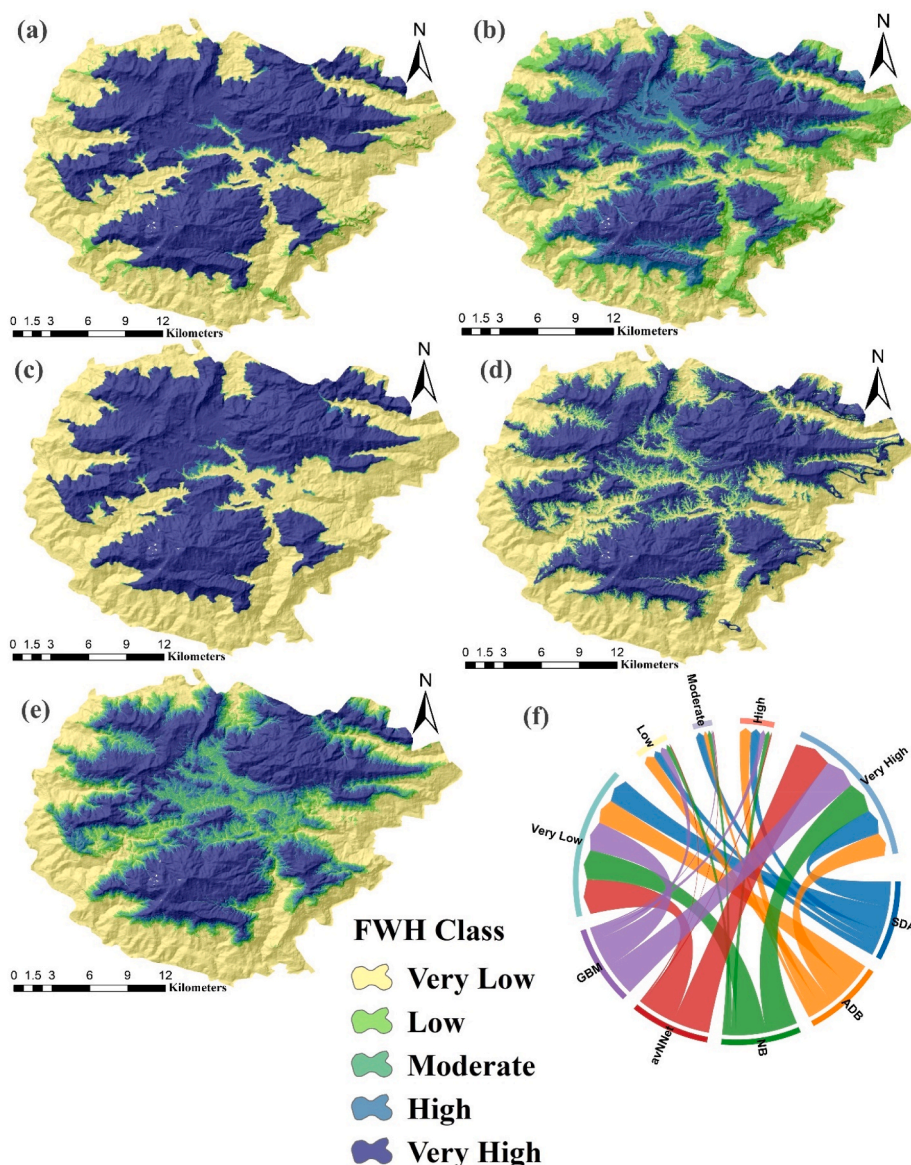 (a)
N
0 1.5 3 6 9 12
Kilometers
(b)
N
0 1.5 3 6 9 12
Kilometers
(c)
N
0 1.5 3 6 9 12
Kilometers
(d)
N
0 1.5 3 6 9 12
Kilometers
(e)
N
0 1.5 3 6 9 12
Kilometers
(f)
Low
Moderate
High
Very High
Very Low
SDA
GBM
ADB
avNNet
NB
FWH Class
Very Low
Low
Moderate
High
Very High